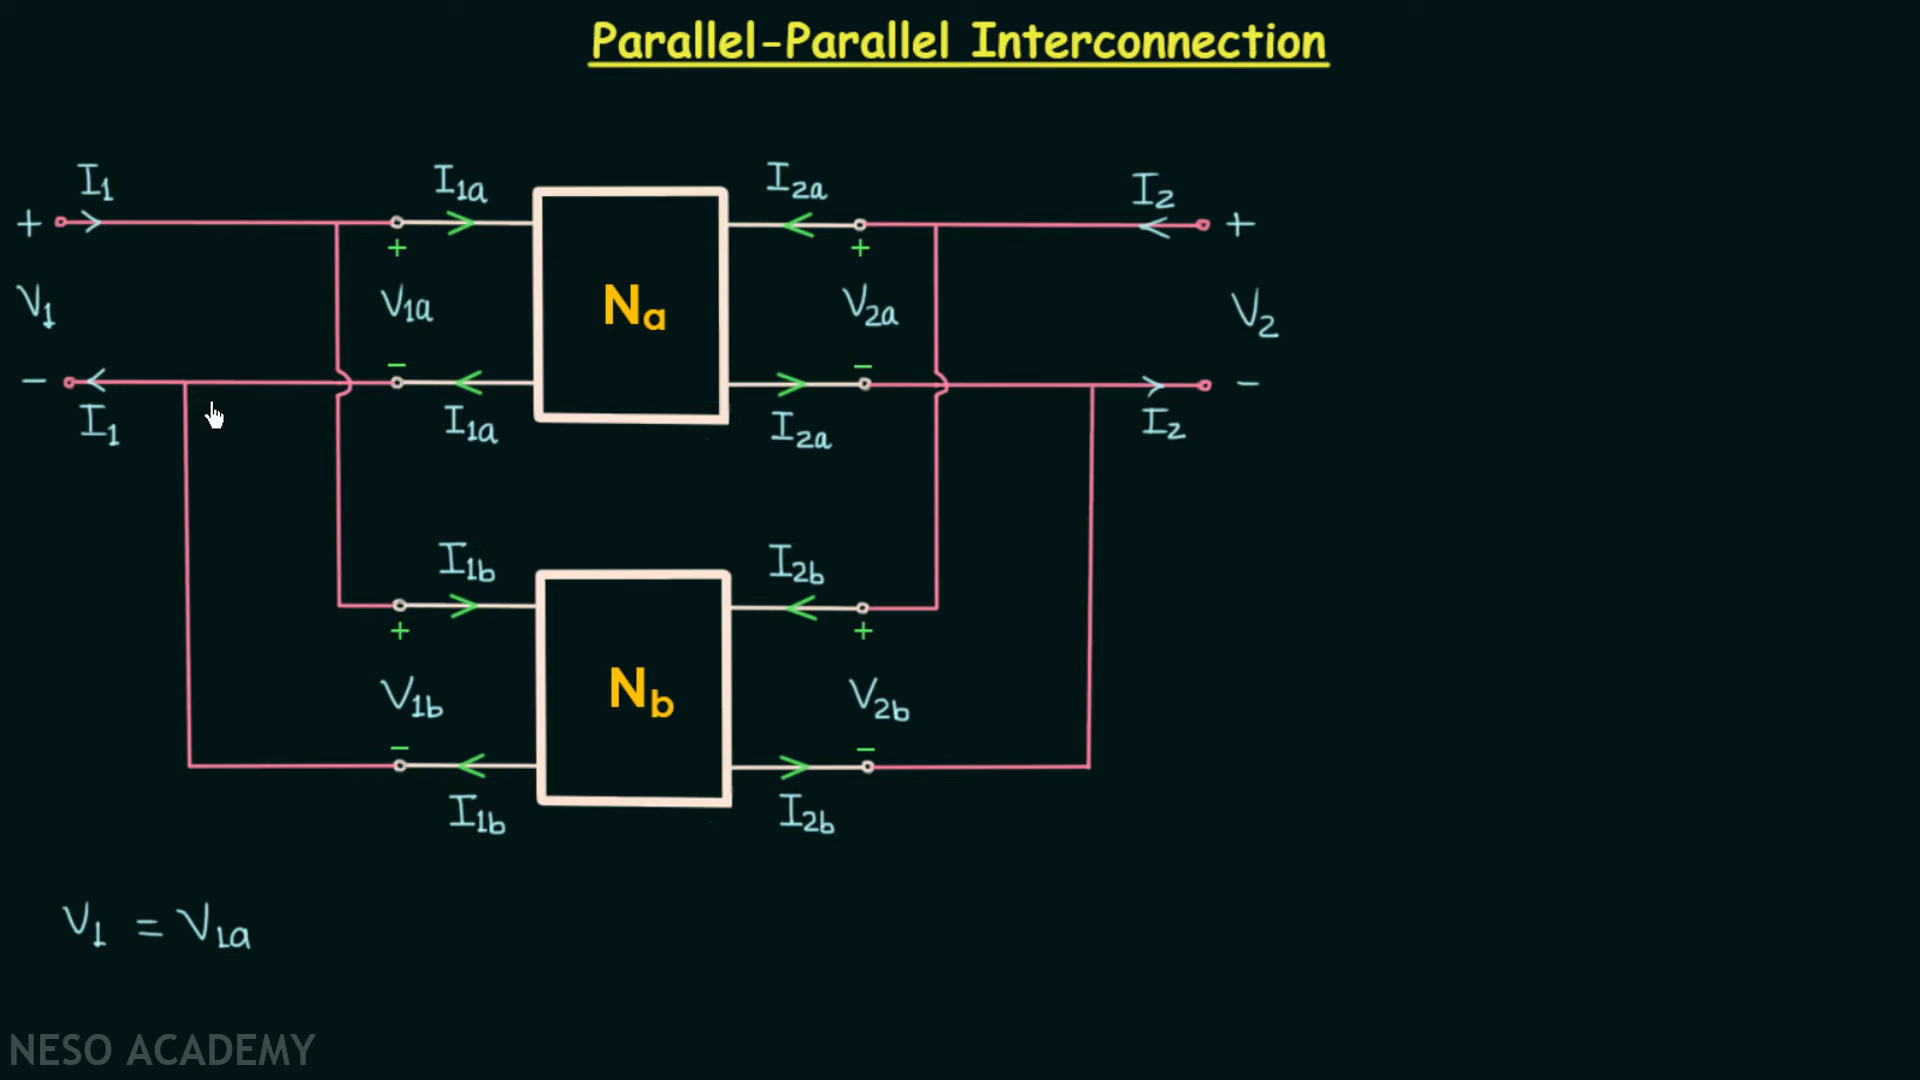 Parallel-Parallel Interconnection
I1 I1a I2a I2
+ + + +
V1 V1a Na V2a V2
- - - -
I1 I1a I2a I2
I1b I2b
+ +
V1b Nb V2b
- -
I1b I2b
V1 = V1a
NESO ACADEMY